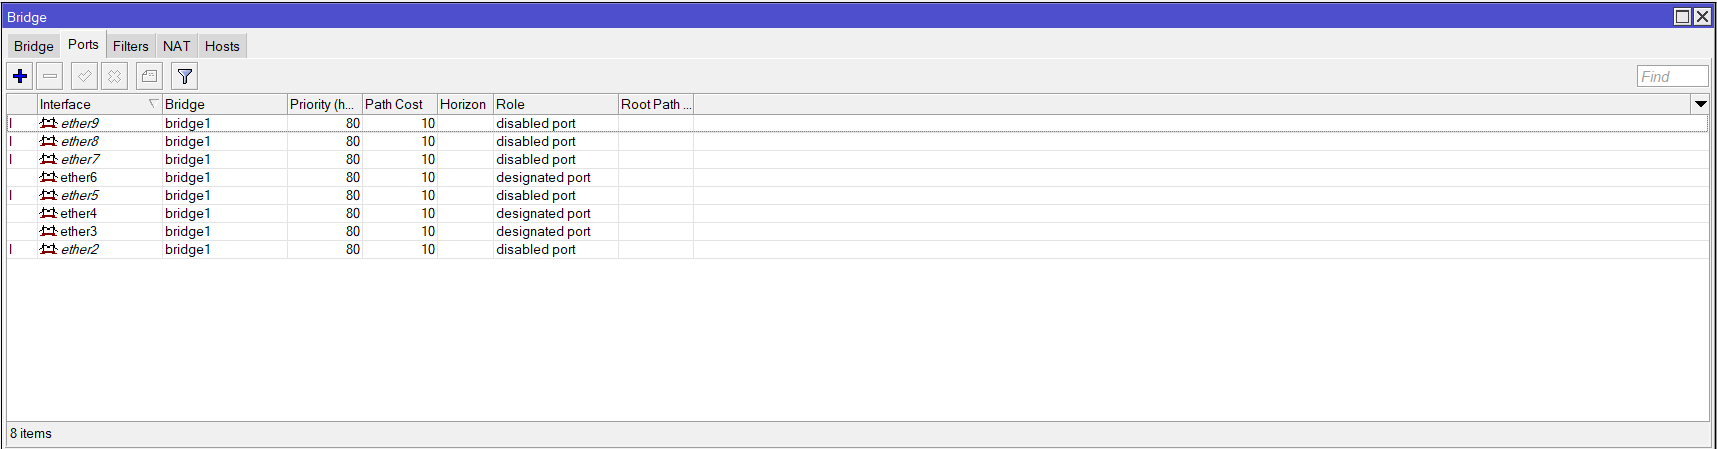 Bridge
Bridge Ports Filters NAT Hosts
Find
Interface Bridge Priority (h... Path Cost Horizon Role Root Path ...
I ether9 bridge1 80 10 disabled port
I ether8 bridge1 80 10 disabled port
I ether7 bridge1 80 10 disabled port
ether6 bridge1 80 10 designated port
I ether5 bridge1 80 10 disabled port
ether4 bridge1 80 10 designated port
ether3 bridge1 80 10 designated port
I ether2 bridge1 80 10 disabled port
8 items